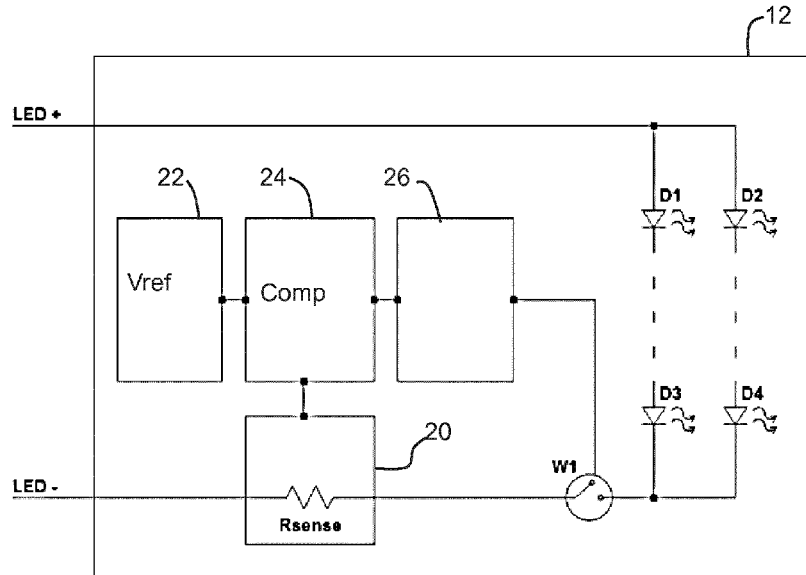 12
LED +
22
24
26
D1
D2
Vref
Comp
D3
D4
20
W1
LED -
Rsense